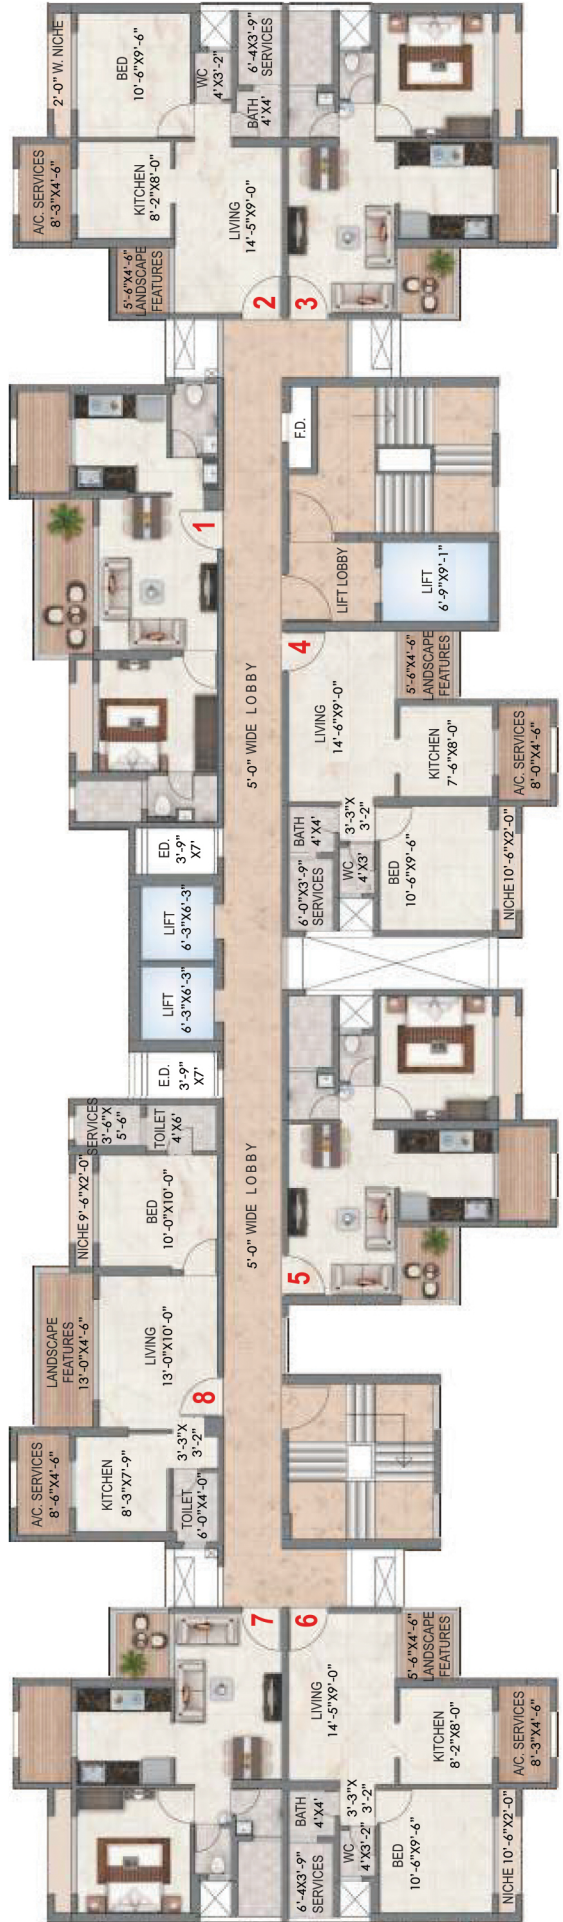 2'-0" W. NICHE
BED
10'-6"X9'-6"
WC
4'X3'-2"
6'-4X3'-9"
SERVICES
BATH
4'X4'
A/C. SERVICES
8'-3"X4'-6"
KITCHEN
8'-2"X8'-0"
LIVING
14'-5"X9'-0"
5'-6"X4'-6"
LANDSCAPE
FEATURES
2
3
F.D.
1
LIFT LOBBY
LIFT
6'-9"X9'-1"
5'-0" WIDE LOBBY
4
LIVING
14'-6"X9'-0"
5'-6"X4'-6"
LANDSCAPE
FEATURES
KITCHEN
7'-6"X8'-0"
A/C. SERVICES
8'-0"X4'-6"
BATH
4'X4'
3'-3"X
3'-2"
6'-0"X3'-9"
SERVICES
WC
4'X3'
BED
10'-6"X9'-6"
NICHE 10'-6"X2'-0"
ED.
3'-9"
X7'
LIFT
6'-3"X6'-3"
LIFT
6'-3"X6'-3"
E.D.
3'-9"
X7'
SERVICES
3'-6"X
5'-6"
TOILET
4'X6'
NICHE 9'-6"X2'-0"
BED
10'-0"X10'-0"
5'-0" WIDE LOBBY
5
LANDSCAPE
FEATURES
13'-0"X4'-6"
LIVING
13'-0"X10'-0"
8
A/C. SERVICES
8'-6"X4'-6"
KITCHEN
8'-3"X7'-9"
3'-3"X
3'-2"
TOILET
6'-0"X4'-0"
7
6
LIVING
14'-5"X9'-0"
5'-6"X4'-6"
LANDSCAPE
FEATURES
KITCHEN
8'-2"X8'-0"
A/C. SERVICES
8'-3"X4'-6"
BATH
4'X4'
3'-3"X
3'-2"
6'-4X3'-9"
SERVICES
WC
4'X3'-2"
BED
10'-6"X9'-6"
NICHE 10'-6"X2'-0"